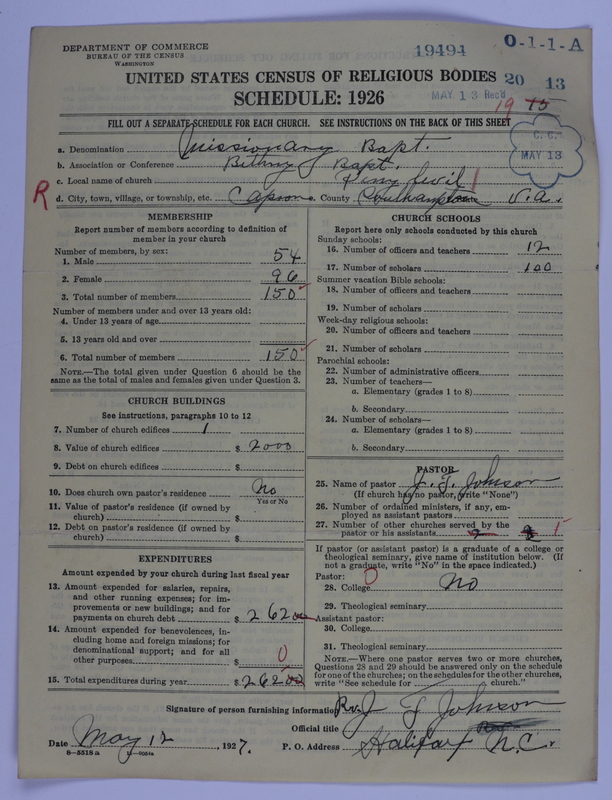 DEPARTMENT OF COMMERCE
BUREAU OF THE CENSUS
WASHINGTON
19494
O-1-1-A
UNITED STATES CENSUS OF RELIGIOUS BODIES
20 13
SCHEDULE: 1926
MAY 13 Rec'd
19 15
FILL OUT A SEPARATE SCHEDULE FOR EACH CHURCH. SEE INSTRUCTIONS ON THE BACK OF THIS SHEET
C. C.
MAY 13
a. Denomination Missionary Bapt.
b. Association or Conference Bethny Bapt.
c. Local name of church
R d. City, town, village, or township, etc. Capron County Southampton Va.
MEMBERSHIP
Report number of members according to definition of member in your church
Number of members, by sex:
1. Male 54
2. Female 96
3. Total number of members 150
Number of members under and over 13 years old:
4. Under 13 years of age
5. 13 years old and over
6. Total number of members 150
NOTE.—The total given under Question 6 should be the same as the total of males and females given under Question 3.
CHURCH BUILDINGS
See instructions, paragraphs 10 to 12
7. Number of church edifices 1
8. Value of church edifices $ 2000
9. Debt on church edifices $
10. Does church own pastor's residence No
Yes or No
11. Value of pastor's residence (if owned by church) $
12. Debt on pastor's residence (if owned by church) $
EXPENDITURES
Amount expended by your church during last fiscal year
13. Amount expended for salaries, repairs, and other running expenses; for improvements or new buildings; and for payments on church debt $ 262 00
14. Amount expended for benevolences, including home and foreign missions; for denominational support; and for all other purposes $ 0
15. Total expenditures during year $ 262 00
CHURCH SCHOOLS
Report here only schools conducted by this church
Sunday schools:
16. Number of officers and teachers 12
17. Number of scholars 100
Summer vacation Bible schools:
18. Number of officers and teachers
19. Number of scholars
Week-day religious schools:
20. Number of officers and teachers
21. Number of scholars
Parochial schools:
22. Number of administrative officers
23. Number of teachers—
a. Elementary (grades 1 to 8)
b. Secondary
24. Number of scholars—
a. Elementary (grades 1 to 8)
b. Secondary
PASTOR
25. Name of pastor J. F. Johnson
(If church has no pastor, write "None")
26. Number of ordained ministers, if any, employed as assistant pastors
27. Number of other churches served by the pastor or his assistants 2
If pastor (or assistant pastor) is a graduate of a college or theological seminary, give name of institution below. (If not a graduate, write "No" in the space indicated.)
Pastor:
28. College 0 No
29. Theological seminary
Assistant pastor:
30. College
31. Theological seminary
NOTE.—Where one pastor serves two or more churches, Questions 28 and 29 should be answered only on the schedule for one of the churches; on the schedules for the other churches, write "See schedule for church."
Signature of person furnishing information Rev. J F Johnson
Official title
Date May 12, 1927. P. O. Address Halifax N.C.
8-5518a